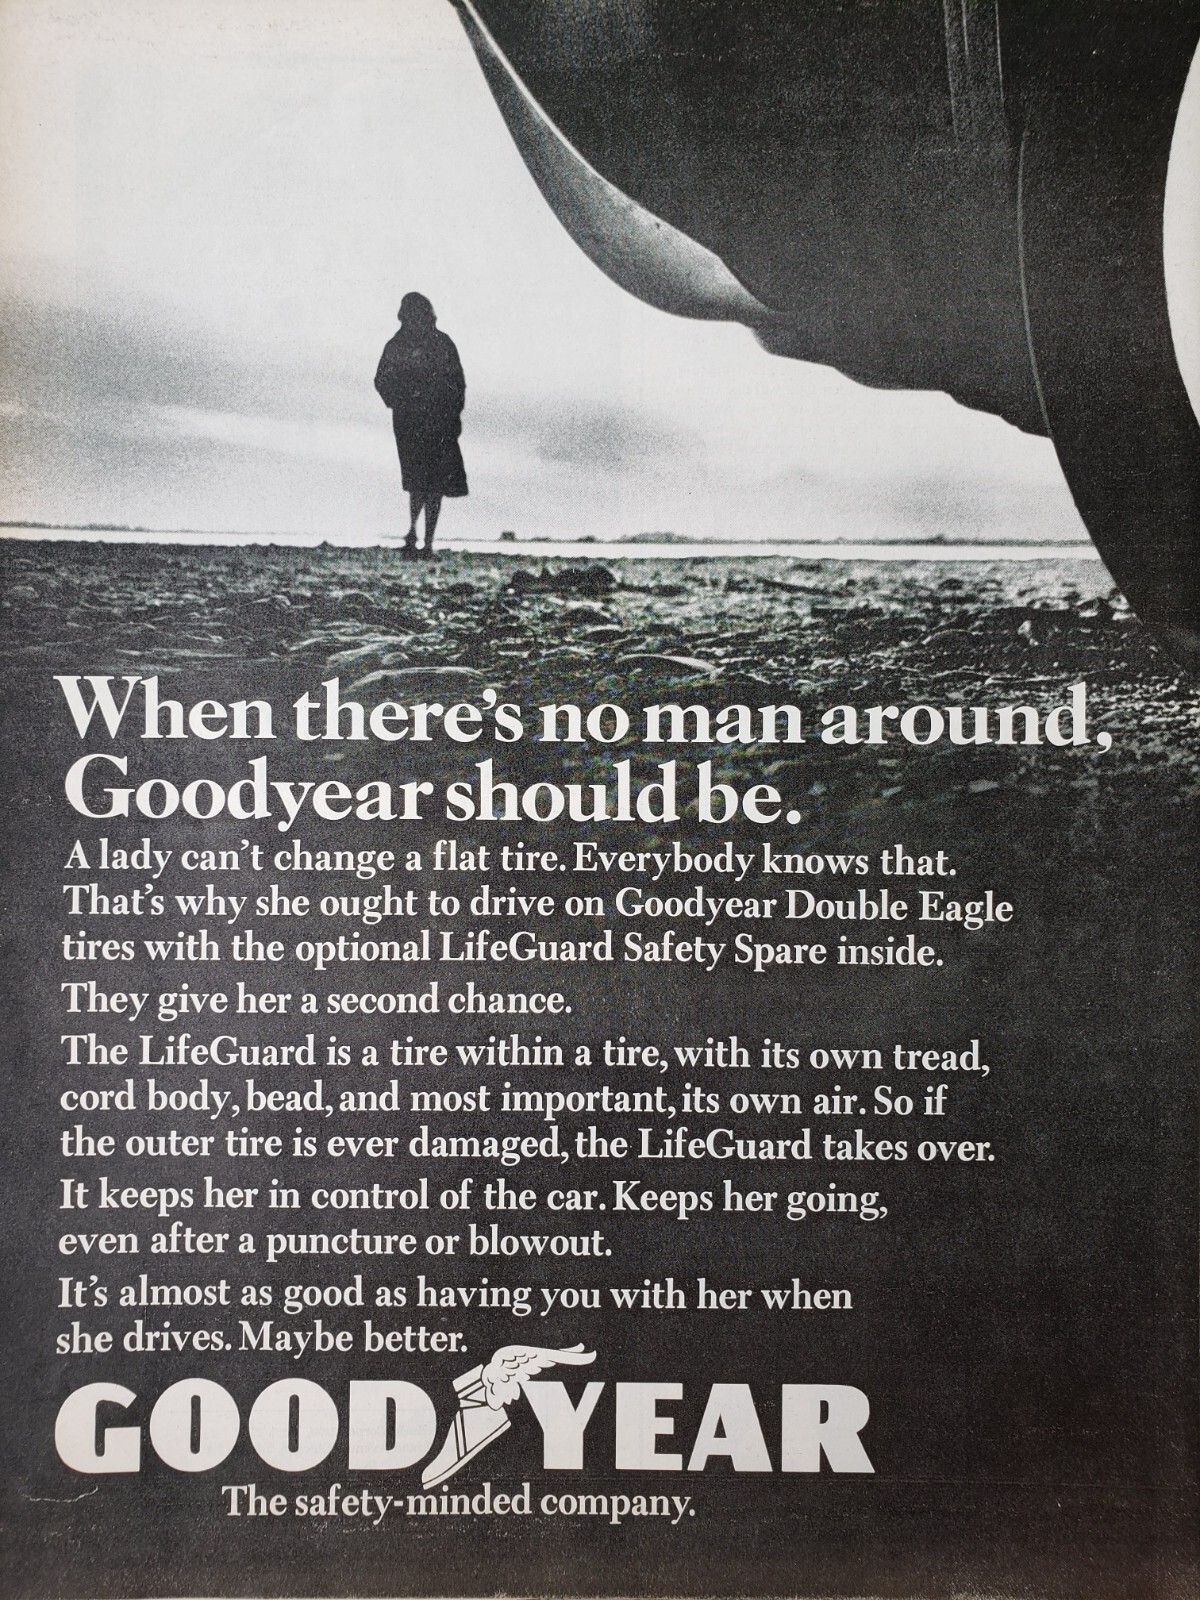 When there's no man around,
Goodyear should be.
A lady can't change a flat tire. Everybody knows that.
That's why she ought to drive on Goodyear Double Eagle
tires with the optional LifeGuard Safety Spare inside.
They give her a second chance.
The LifeGuard is a tire within a tire, with its own tread,
cord body, bead, and most important, its own air. So if
the outer tire is ever damaged, the LifeGuard takes over.
It keeps her in control of the car. Keeps her going,
even after a puncture or blowout.
It's almost as good as having you with her when
she drives. Maybe better.
GOODYEAR
The safety-minded company.